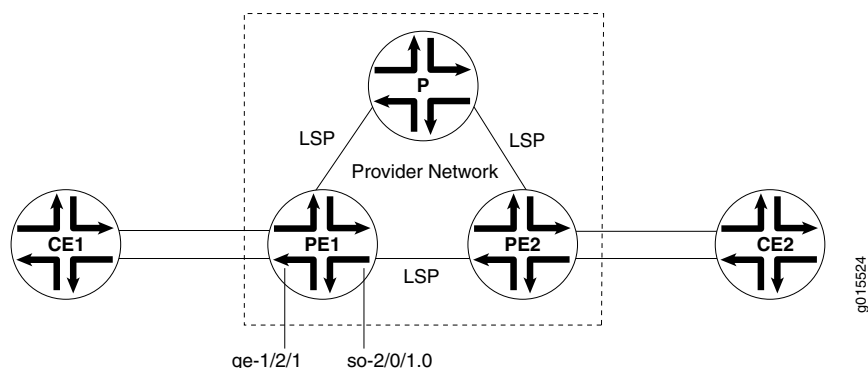 P
LSP
LSP
Provider Network
CE1
PE1
PE2
CE2
LSP
g015524
ge-1/2/1
so-2/0/1.0